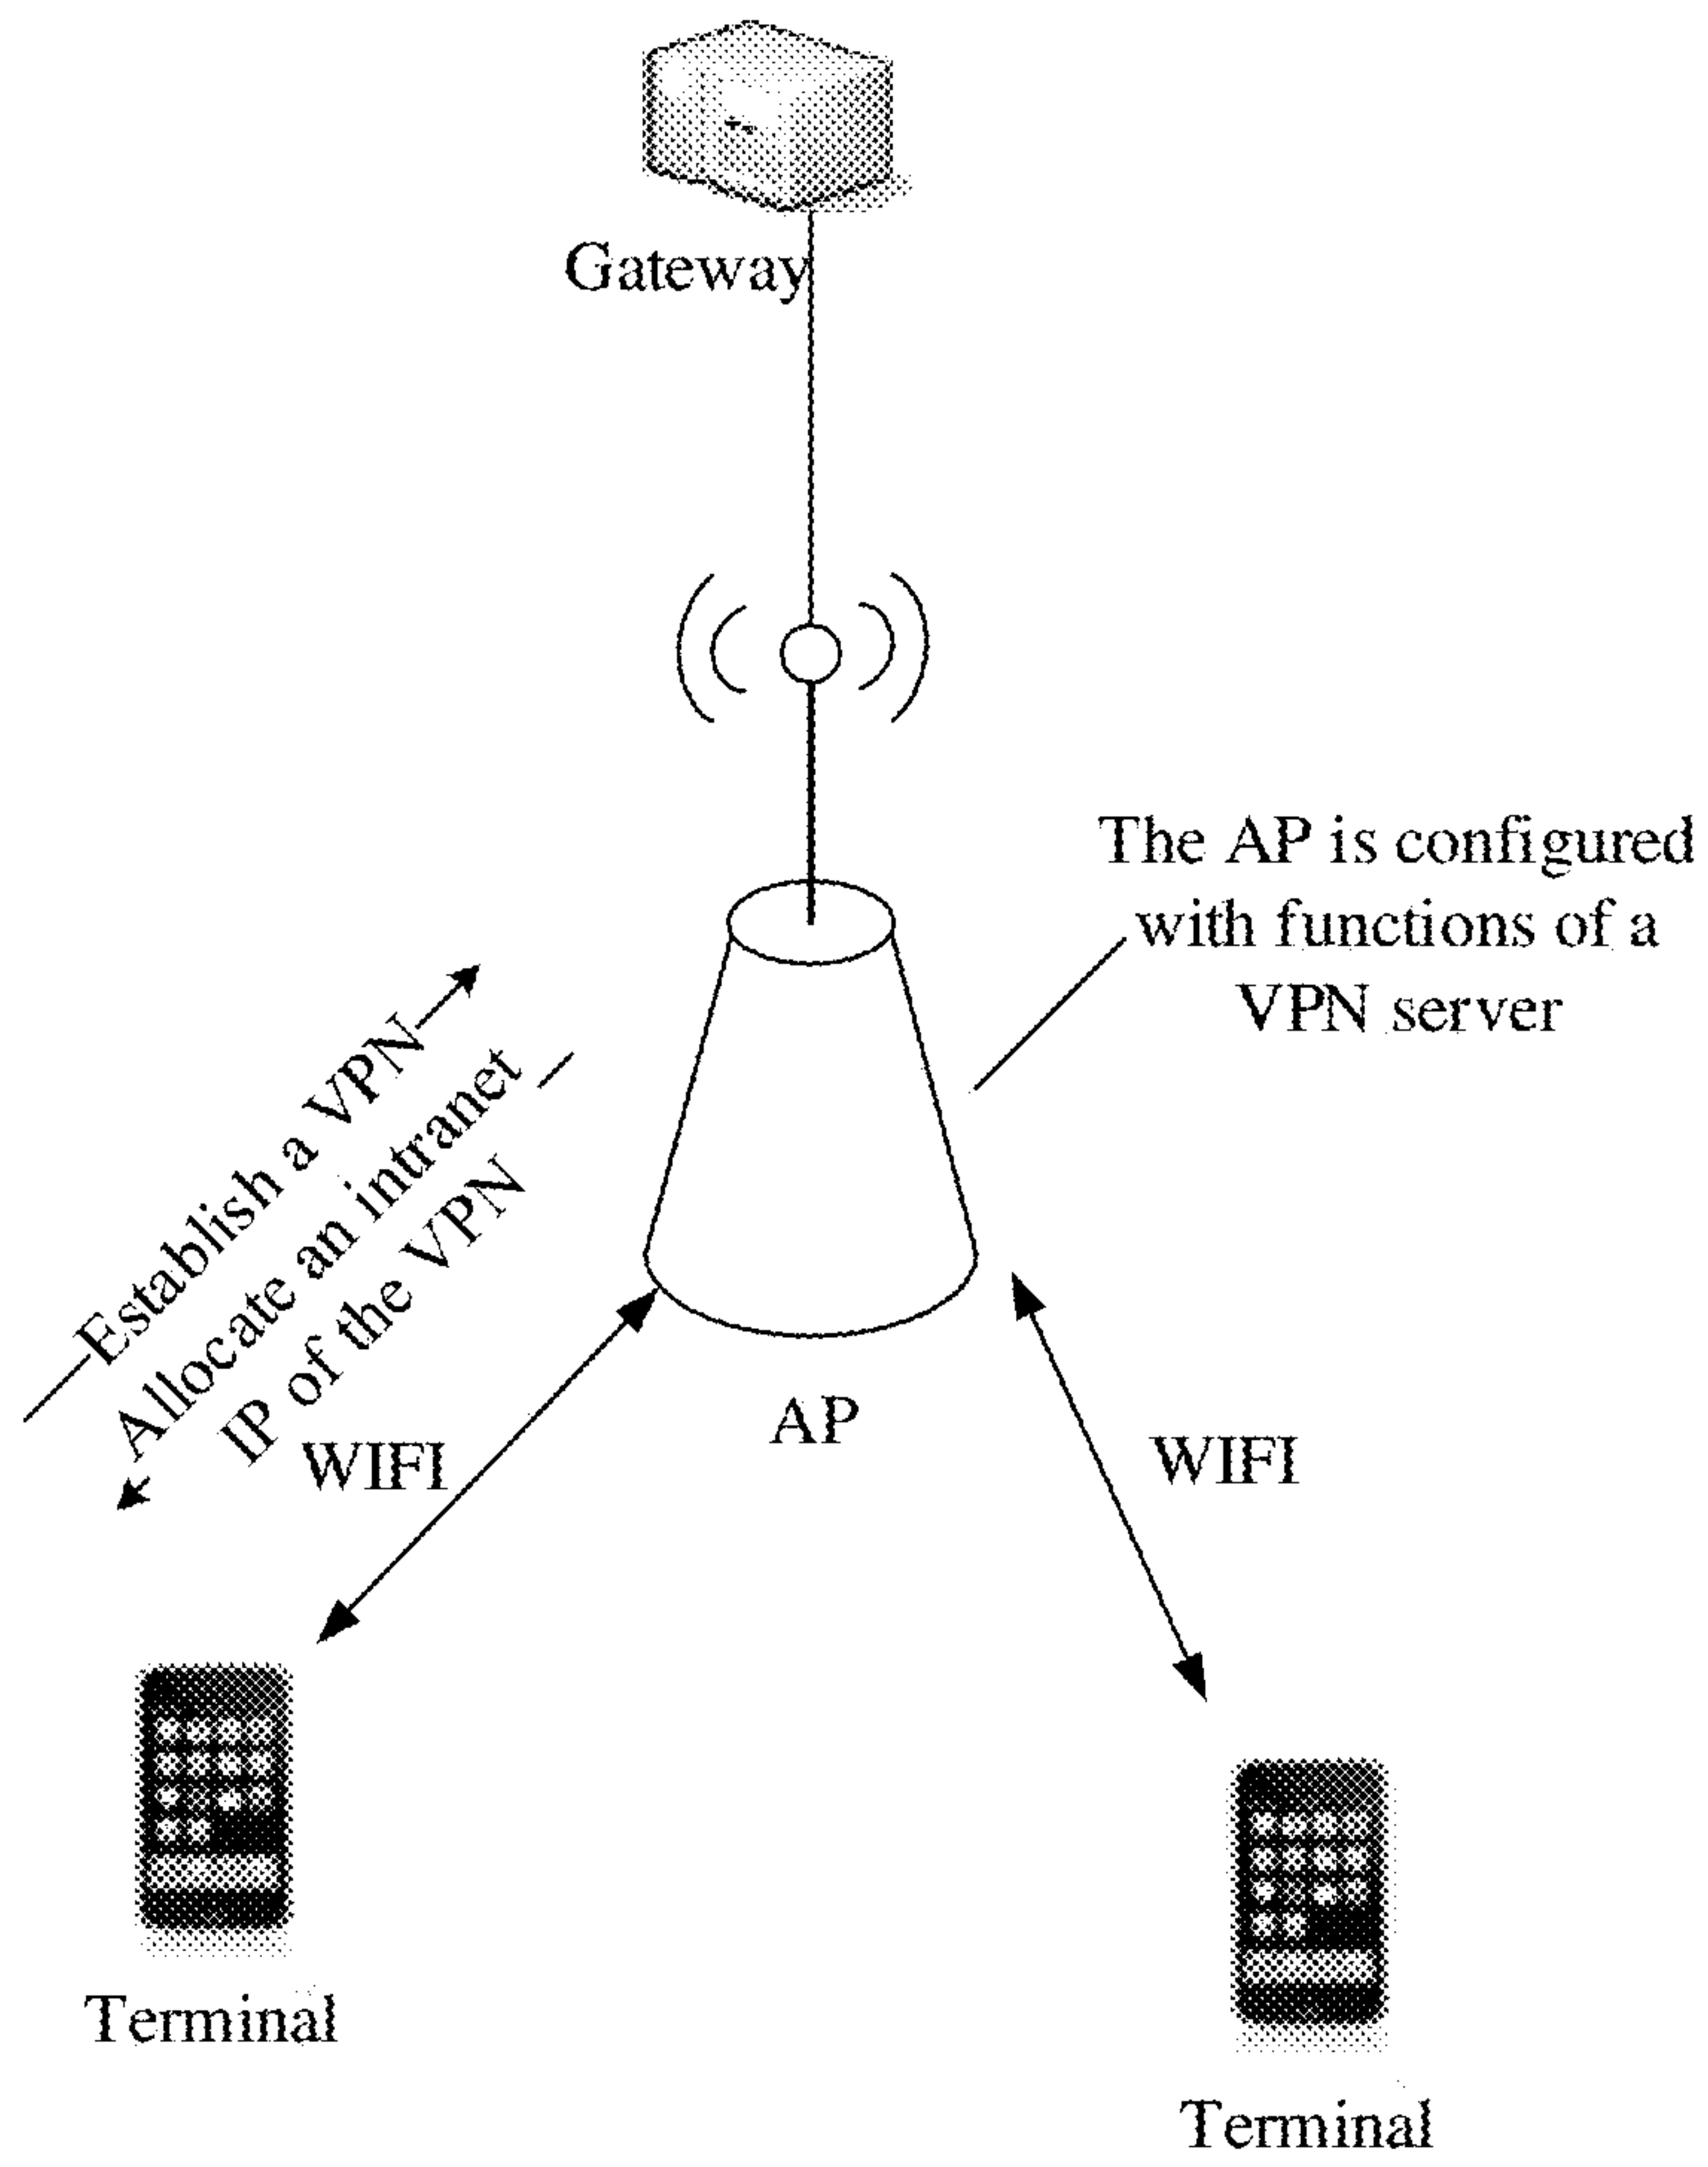 Gateway
The AP is configured
with functions of a
VPN server
Establish a VPN
Allocate an intranet
IP of the VPN
WIFI
AP
WIFI
Terminal
Terminal